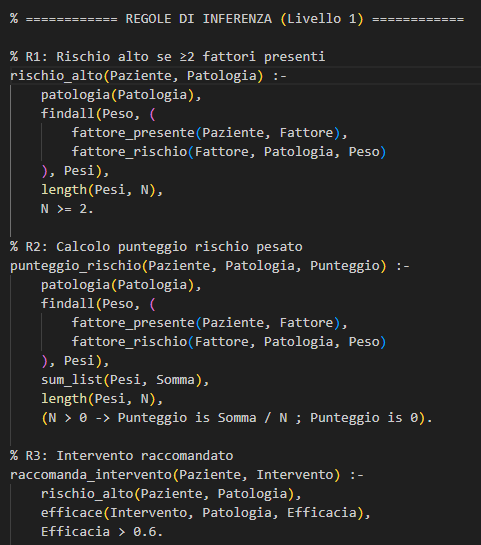 % ============ REGOLE DI INFERENZA (Livello 1) ============
% R1: Rischio alto se ≥2 fattori presenti
rischio_alto(Paziente, Patologia) :-
    patologia(Patologia),
    findall(Peso, (
        fattore_presente(Paziente, Fattore),
        fattore_rischio(Fattore, Patologia, Peso)
    ), Pesi),
    length(Pesi, N),
    N >= 2.
% R2: Calcolo punteggio rischio pesato
punteggio_rischio(Paziente, Patologia, Punteggio) :-
    patologia(Patologia),
    findall(Peso, (
        fattore_presente(Paziente, Fattore),
        fattore_rischio(Fattore, Patologia, Peso)
    ), Pesi),
    sum_list(Pesi, Somma),
    length(Pesi, N),
    (N > 0 -> Punteggio is Somma / N ; Punteggio is 0).
% R3: Intervento raccomandato
raccomanda_intervento(Paziente, Intervento) :-
    rischio_alto(Paziente, Patologia),
    efficace(Intervento, Patologia, Efficacia),
    Efficacia > 0.6.